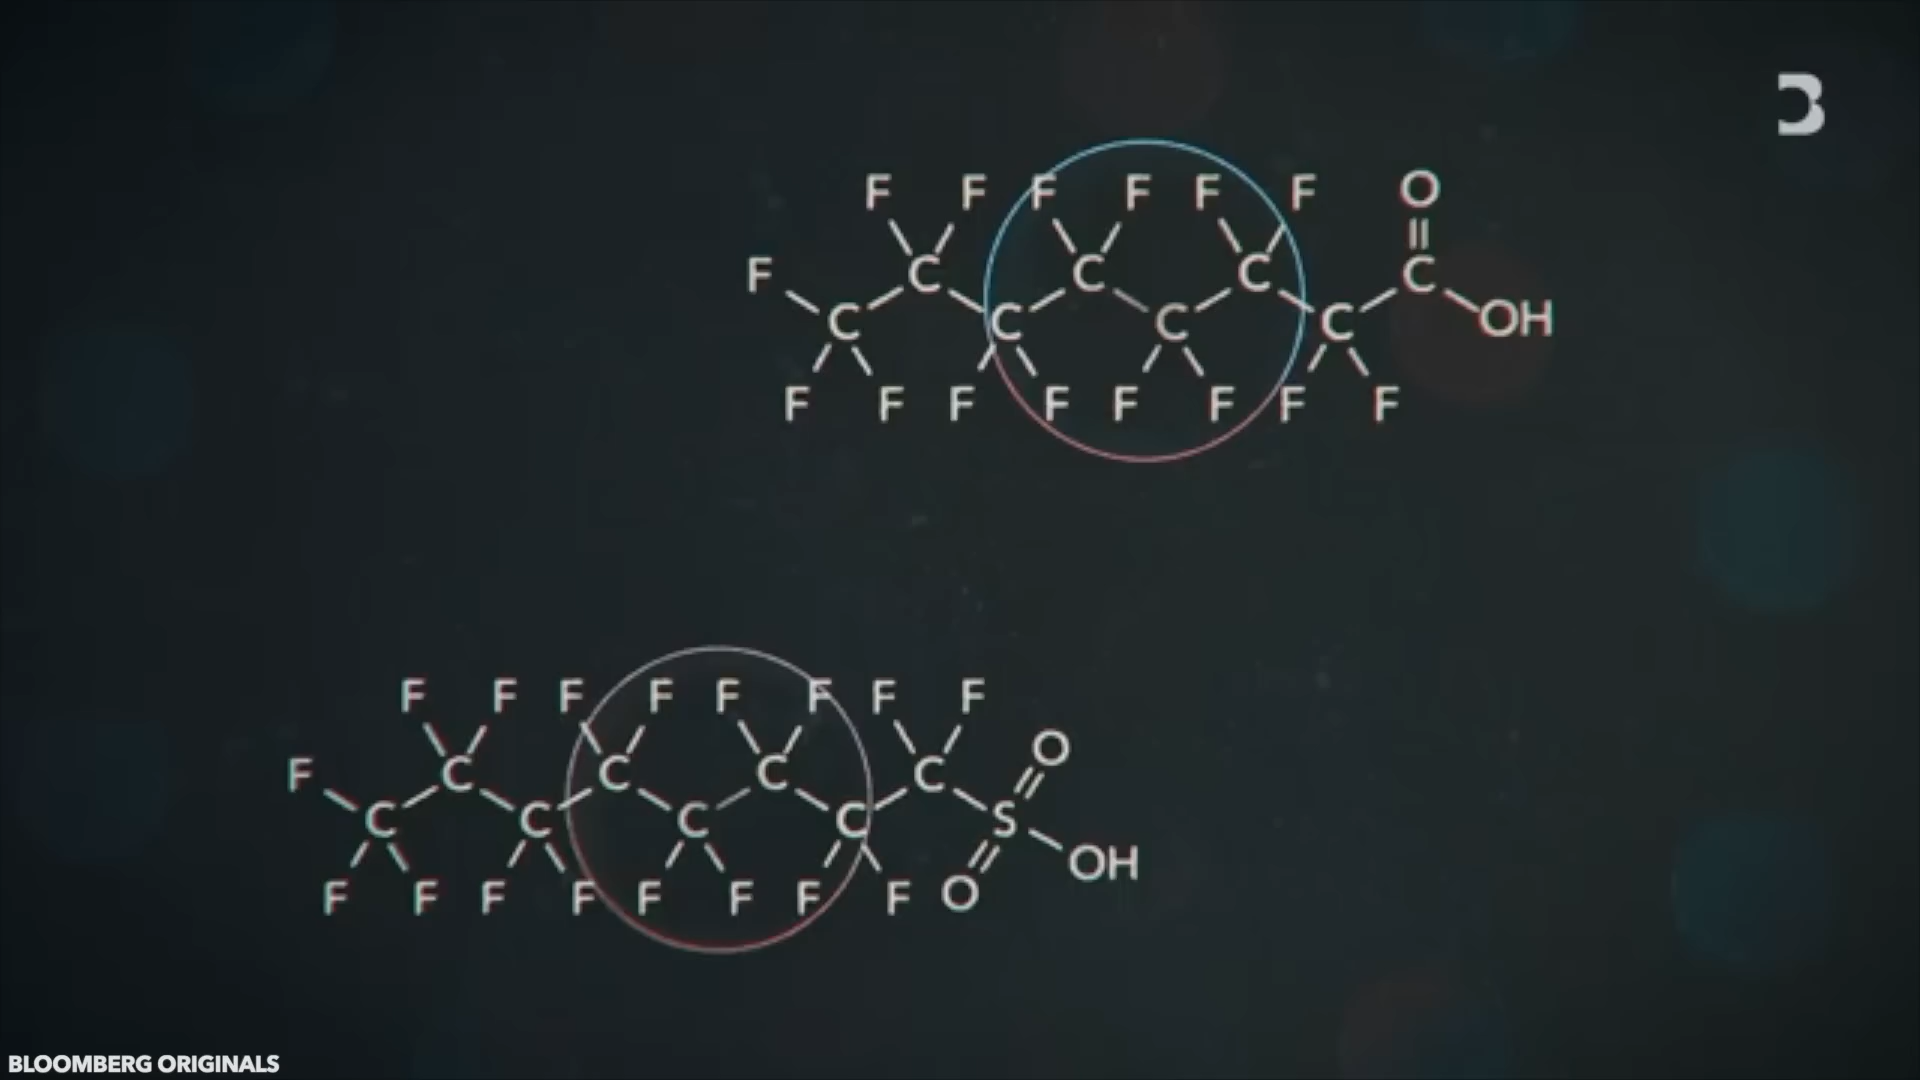 F F F F F F O
F C C C C OH
C C C C
F F F F F F F F
F F F F F F F F
O
F C C C C
C C C C S
OH
F F F F F F F F O
BLOOMBERG ORIGINALS